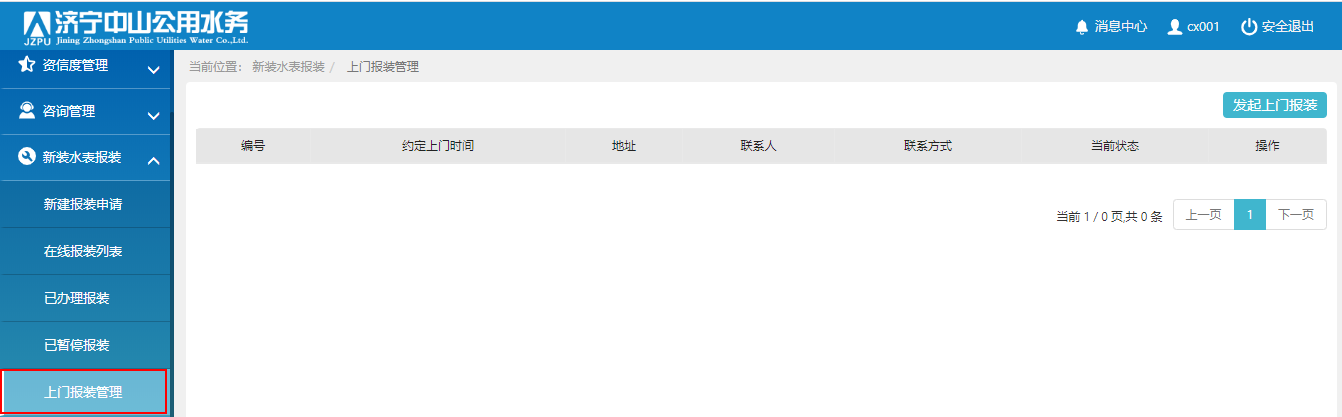 济宁中山公用水务
JZPU Jining Zhongshan Public Utilities Water Co.,Ltd.
消息中心 cx001 安全退出
资信度管理
咨询管理
新装水表报装
新建报装申请
在线报装列表
已办理报装
已暂停报装
上门报装管理
当前位置： 新装水表报装 / 上门报装管理
发起上门报装
编号 约定上门时间 地址 联系人 联系方式 当前状态 操作
当前 1 / 0 页,共 0 条 上一页 1 下一页